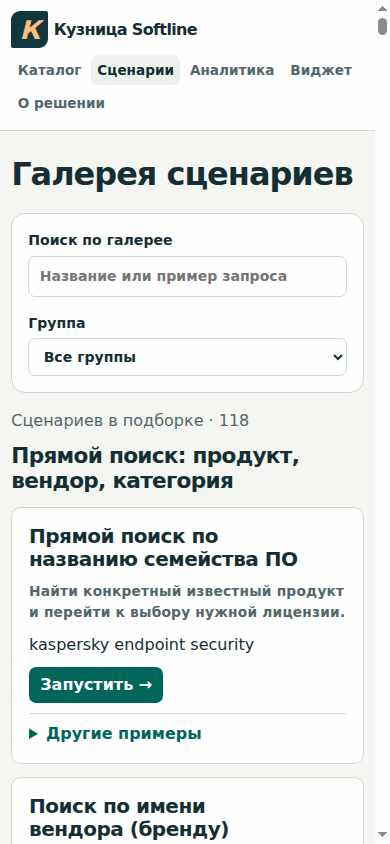 К Кузница Softline
Каталог Сценарии Аналитика Виджет
О решении
Галерея сценариев
Поиск по галерее
Название или пример запроса
Группа
Все группы
Сценариев в подборке · 118
Прямой поиск: продукт,
вендор, категория
Прямой поиск по
названию семейства ПО
Найти конкретный известный продукт
и перейти к выбору нужной лицензии.
kaspersky endpoint security
Запустить →
Другие примеры
Поиск по имени
вендора (бренду)